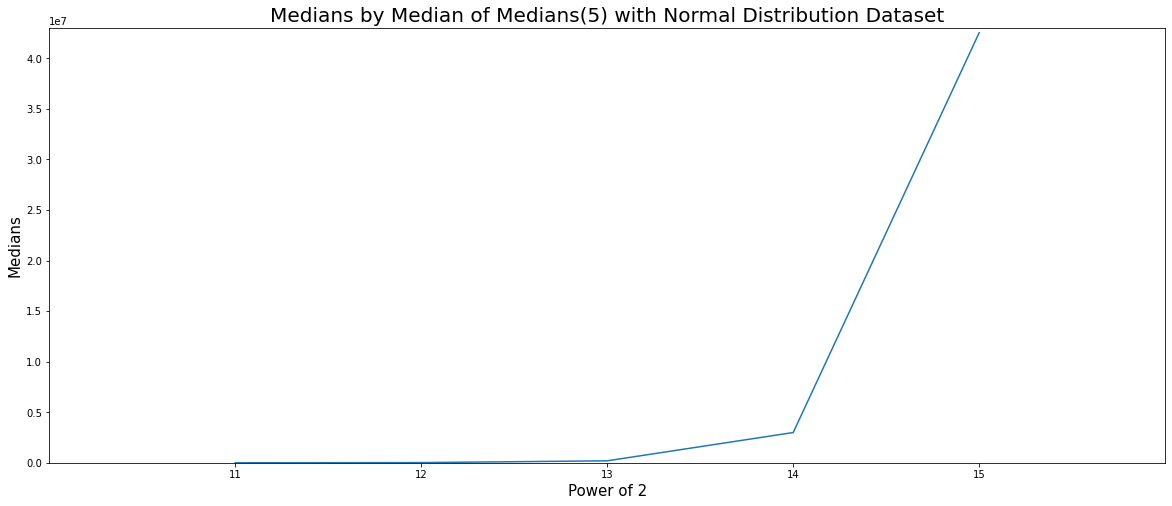 Medians by Median of Medians(5) with Normal Distribution Dataset
1e7
4.0
3.5
3.0
2.5
2.0
1.5
1.0
0.5
0.0
Medians
11 12 13 14 15
Power of 2